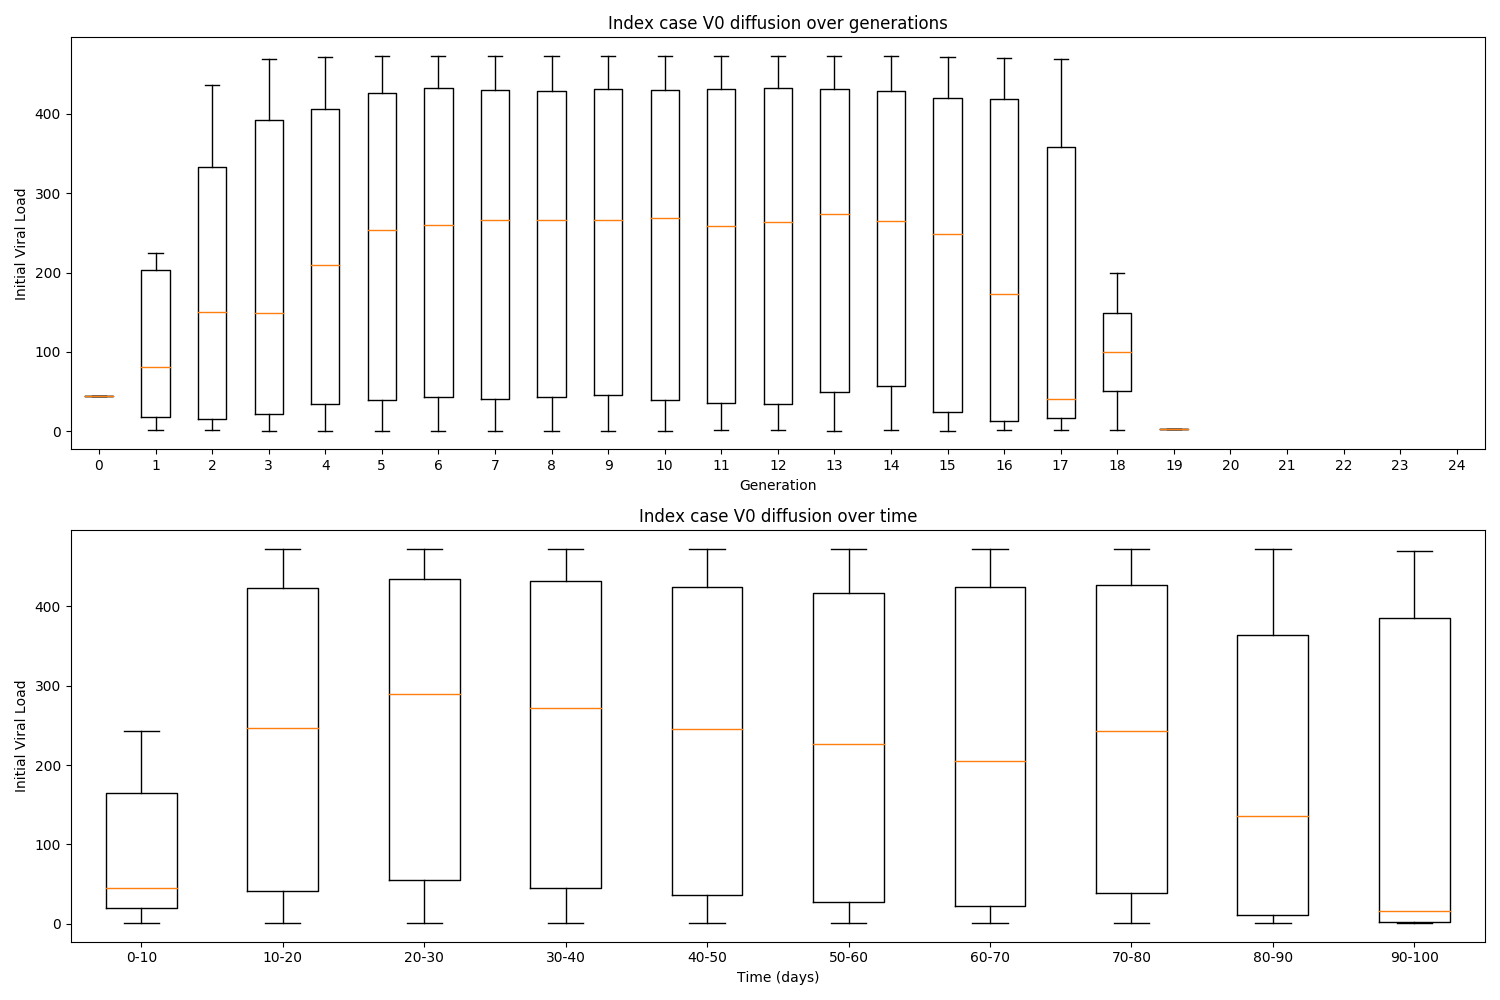 Index case V0 diffusion over generations
Initial Viral Load
400
300
200
100
0
0 1 2 3 4 5 6 7 8 9 10 11 12 13 14 15 16 17 18 19 20 21 22 23 24
Generation
Index case V0 diffusion over time
Initial Viral Load
400
300
200
100
0
0-10 10-20 20-30 30-40 40-50 50-60 60-70 70-80 80-90 90-100
Time (days)